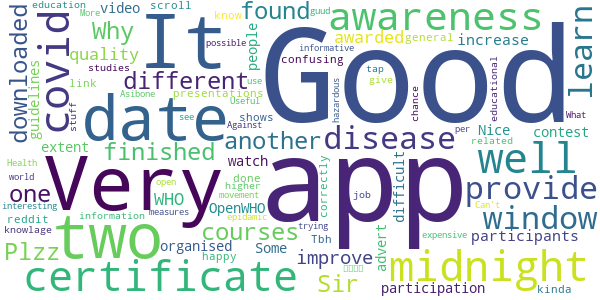 education
More
video
scroll
know
guud
possible
downloaded
covid
Why
It
found
people
awareness
learn
quality
awarded
general
increase
studies
confusing
informative
link
different
tap
give
Good
hazardous
chance
educational
What
guidelines
stuff
presentations
use
Asibone
date
shows
Useful
see
Against
per
Nice
contest
extent
another
disease
related
finished
watch
well
Health
Very
app
one
WHO
done
higher
correctly
difficult
provide
world
open
job
Can't
interesting
measures
OpenWHO
movement
window
knowlage
epidamic
information
trying
two
courses
reddit
Tbh
advert
participants
Plzz
organised
Some
improve
midnight
happy
expensive
certificate
Sir
participation
kinda